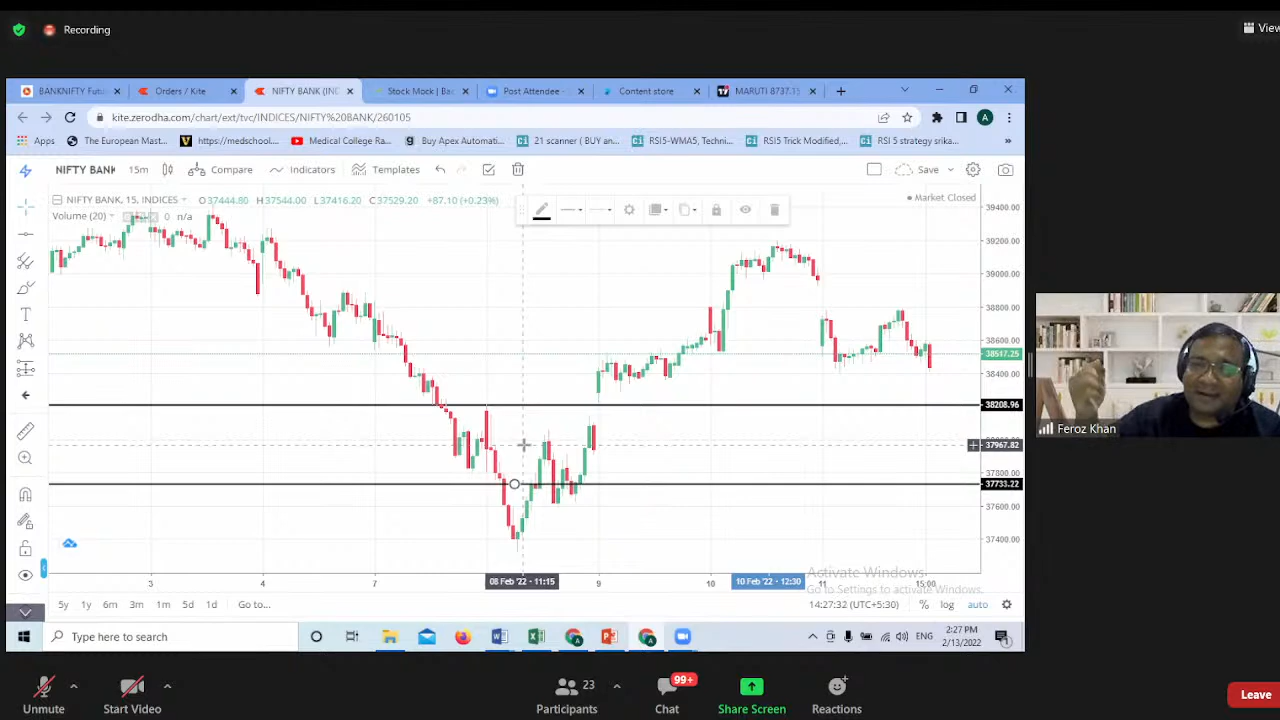 Recording
View
BANKNIFTY Futu
Orders / Kite
NIFTY BANK (IND
Stock Mock | Bac
Post Attendee -
Content store
MARUTI 8737.15
kite.zerodha.com/chart/ext/tvc/INDICES/NIFTY%20BANK/260105
A
Apps
The European Mast...
https://medschool...
Medical College Ra...
Buy Apex Automati...
21 scanner ( BUY an...
RSI5-WMA5, Techni...
RSI5 Trick Modified,...
RSI 5 strategy srika...
»
NIFTY BANK
15m
Compare
Indicators
Templates
Save
NIFTY BANK, 15, INDICES
O37444.80 H37544.00 L37416.20 C37529.20 +87.10 (+0.23%)
Market Closed
Volume (20)
0 n/a
39400.00
39200.00
39000.00
38800.00
38600.00
38517.25
38400.00
38208.96
37967.82
37800.00
37733.22
37600.00
37400.00
3
4
7
08 Feb '22 - 11:15
9
10
10 Feb '22 - 12:30
11
15:00
Activate Windows
Go to Settings to activate Windows.
5y 1y 6m 3m 1m 5d 1d Go to...
14:27:32 (UTC+5:30) % log auto
Type here to search
ENG
2:27 PM
2/13/2022
Feroz Khan
Unmute
Start Video
23
Participants
99+
Chat
Share Screen
Reactions
Leave